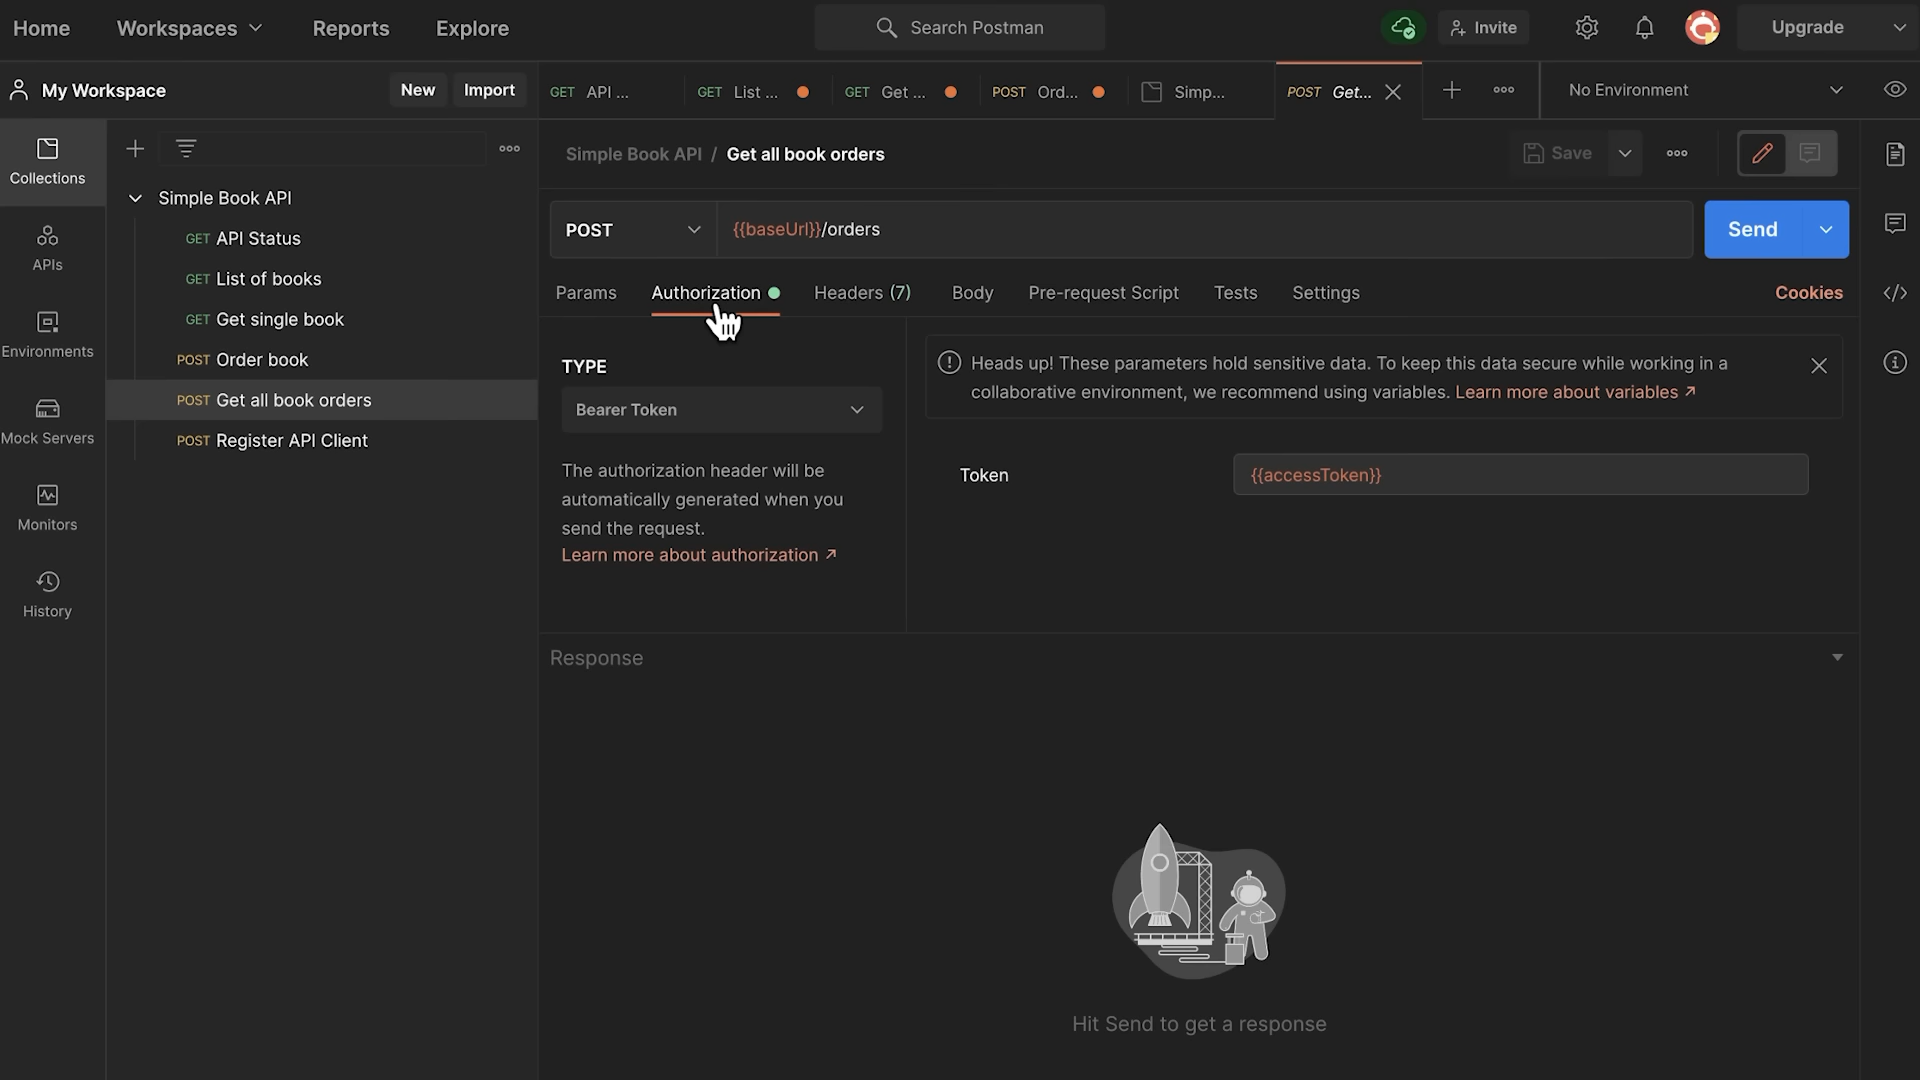 Home Workspaces Reports Explore Search Postman Invite Upgrade
My Workspace New Import
GET API ... GET List ... GET Get ... POST Ord... Simp... POST Get... No Environment
Collections
APIs
Environments
Mock Servers
Monitors
History
Simple Book API
GET API Status
GET List of books
GET Get single book
POST Order book
POST Get all book orders
POST Register API Client
Simple Book API / Get all book orders Save
POST {{baseUrl}}/orders Send
Params Authorization Headers (7) Body Pre-request Script Tests Settings Cookies
TYPE
Bearer Token
The authorization header will be
automatically generated when you
send the request.
Learn more about authorization ↗
Heads up! These parameters hold sensitive data. To keep this data secure while working in a
collaborative environment, we recommend using variables. Learn more about variables ↗
Token {{accessToken}}
Response
Hit Send to get a response